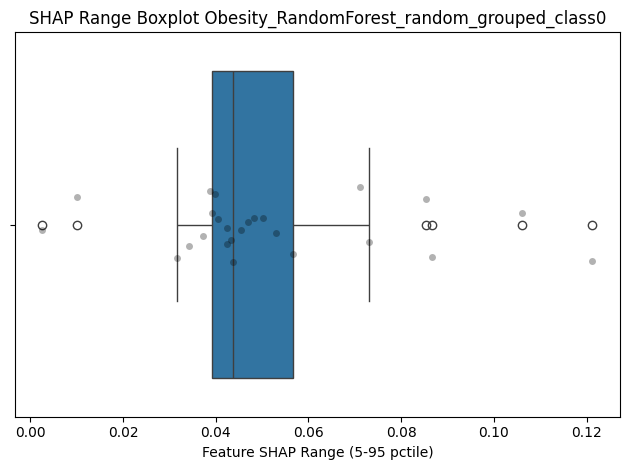 SHAP Range Boxplot Obesity_RandomForest_random_grouped_class0
0.00 0.02 0.04 0.06 0.08 0.10 0.12
Feature SHAP Range (5-95 pctile)